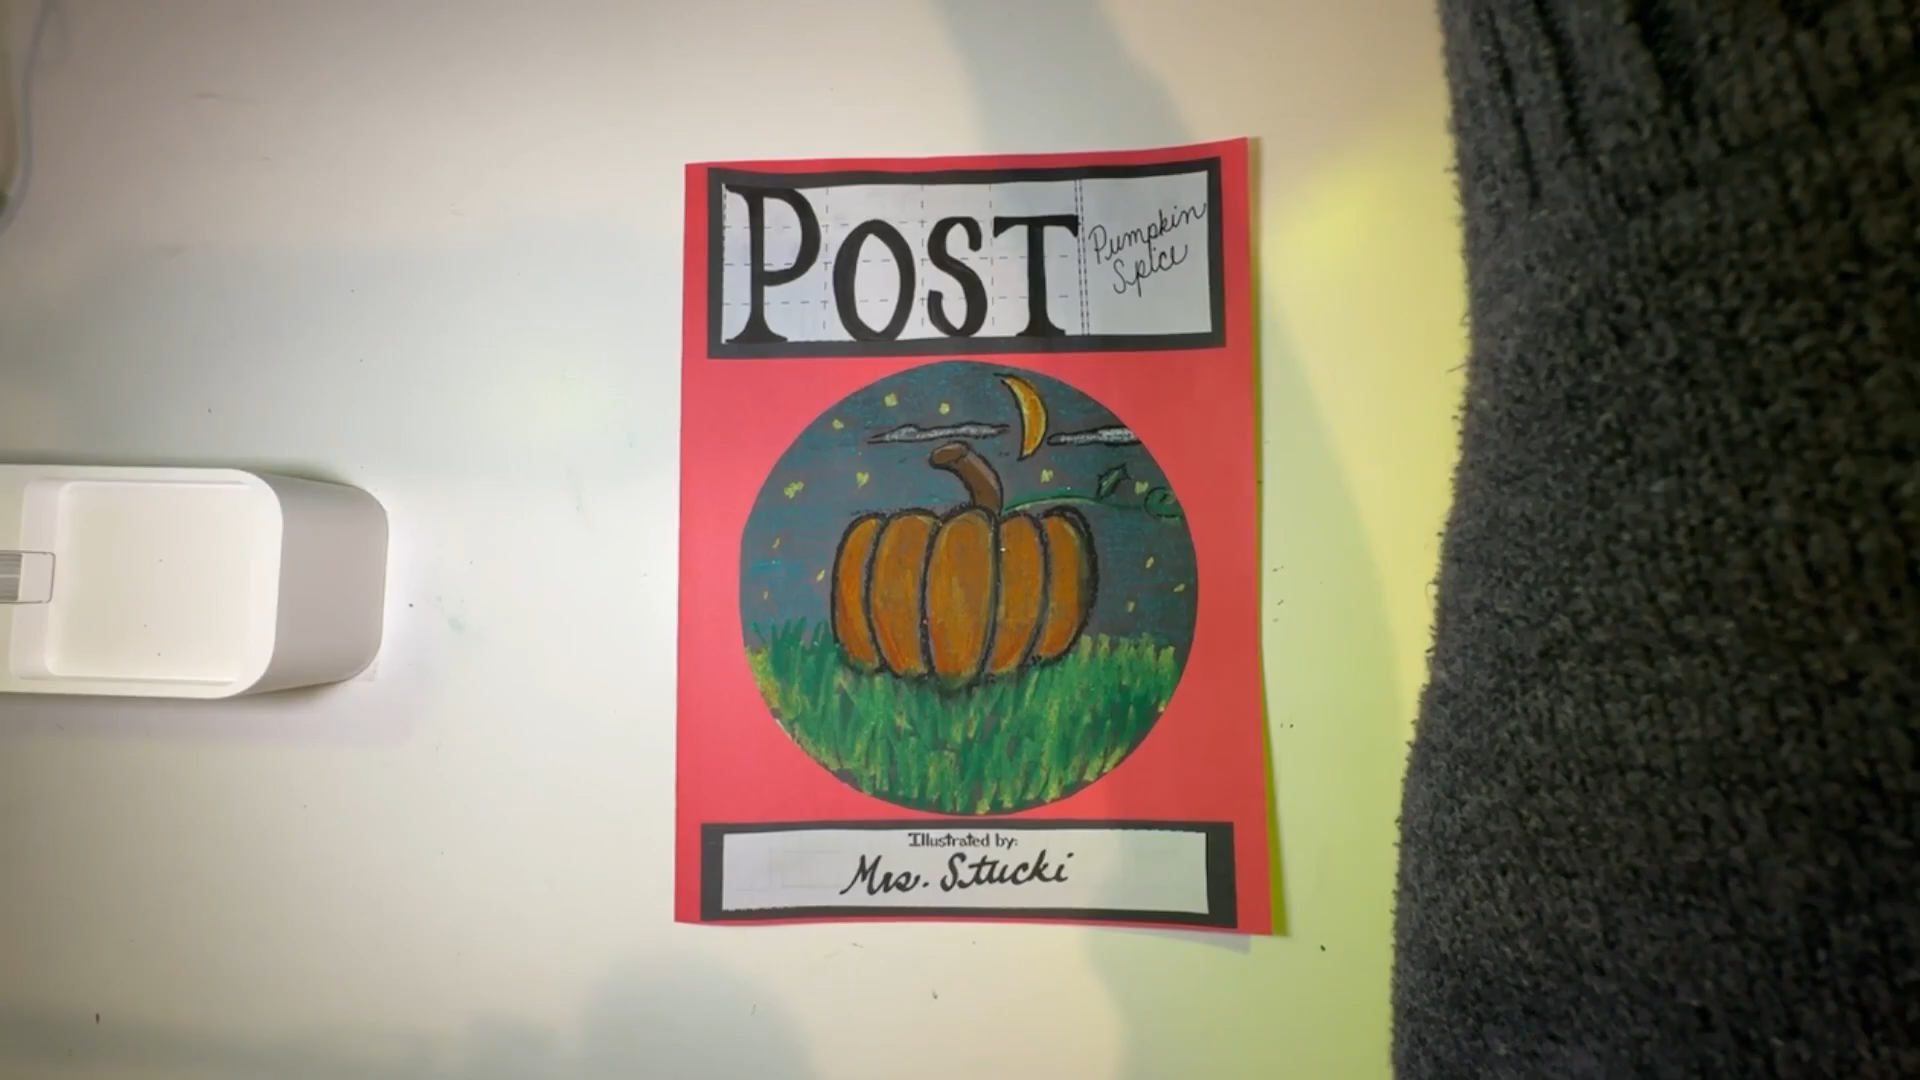 POST
Pumpkin
Spice
Illustrated by:
Mrs. Stucki